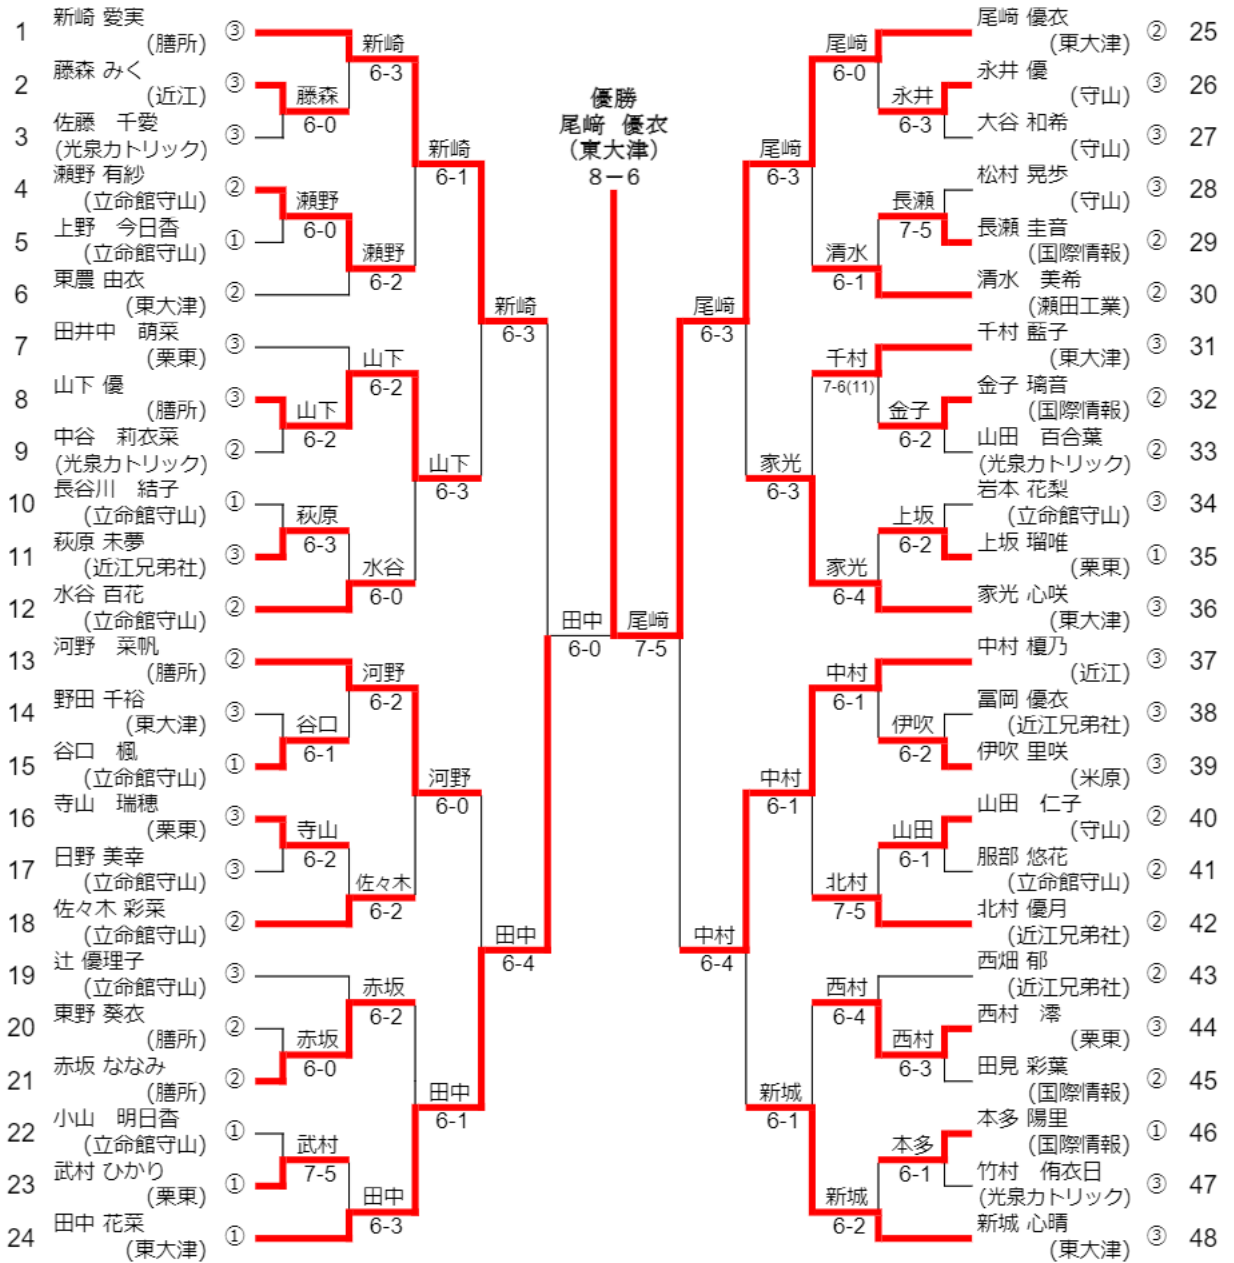 1 新崎 愛実 ③
(膳所)
2 藤森 みく ③
(近江)
3 佐藤　千愛 ③
(光泉カトリック)
4 瀬野 有紗 ②
(立命館守山)
5 上野　今日香 ①
(立命館守山)
6 東農 由衣 ②
(東大津)
7 田井中　萌菜 ③
(栗東)
8 山下 優 ③
(膳所)
9 中谷　莉衣菜 ②
(光泉カトリック)
10 長谷川　結子 ①
(立命館守山)
11 萩原 未夢 ③
(近江兄弟社)
12 水谷 百花 ②
(立命館守山)
13 河野　菜帆 ②
(膳所)
14 野田 千裕 ③
(東大津)
15 谷口　楓 ①
(立命館守山)
16 寺山　瑞穂 ③
(栗東)
17 日野 美幸 ③
(立命館守山)
18 佐々木 彩菜 ②
(立命館守山)
19 辻 優理子 ③
(立命館守山)
20 東野 葵衣 ②
(膳所)
21 赤坂 ななみ ②
(膳所)
22 小山　明日香 ①
(立命館守山)
23 武村 ひかり ①
(栗東)
24 田中 花菜 ①
(東大津)
藤森
6-0
瀬野
6-0
山下
6-2
萩原
6-3
谷口
6-1
寺山
6-2
赤坂
6-0
武村
7-5
新崎
6-3
瀬野
6-2
山下
6-2
水谷
6-0
河野
6-2
佐々木
6-2
赤坂
6-2
田中
6-3
新崎
6-1
山下
6-3
河野
6-0
田中
6-1
新崎
6-3
田中
6-4
田中
6-0
優勝
尾﨑　優衣
(東大津)
8－6
尾﨑
7-5
尾﨑
6-3
中村
6-4
尾﨑
6-3
家光
6-3
中村
6-1
新城
6-1
尾﨑
6-0
清水
6-1
千村
7-6(11)
家光
6-4
中村
6-1
北村
7-5
西村
6-4
新城
6-2
永井
6-3
長瀬
7-5
金子
6-2
上坂
6-2
伊吹
6-2
山田
6-1
西村
6-3
本多
6-1
尾﨑 優衣 ② 25
(東大津)
永井 優 ③ 26
(守山)
大谷 和希 ③ 27
(守山)
松村 晃歩 ③ 28
(守山)
長瀬 圭音 ② 29
(国際情報)
清水　美希 ② 30
(瀬田工業)
千村 藍子 ③ 31
(東大津)
金子 璃音 ② 32
(国際情報)
山田　百合葉 ② 33
(光泉カトリック)
岩本 花梨 ③ 34
(立命館守山)
上坂 瑠唯 ① 35
(栗東)
家光 心咲 ③ 36
(東大津)
中村 榎乃 ③ 37
(近江)
冨岡 優衣 ③ 38
(近江兄弟社)
伊吹 里咲 ③ 39
(米原)
山田　仁子 ② 40
(守山)
服部 悠花 ② 41
(立命館守山)
北村 優月 ② 42
(近江兄弟社)
西畑 郁 ② 43
(近江兄弟社)
西村　澪 ③ 44
(栗東)
田見 彩葉 ② 45
(国際情報)
本多 陽里 ① 46
(国際情報)
竹村　侑衣日 ③ 47
(光泉カトリック)
新城 心晴 ③ 48
(東大津)